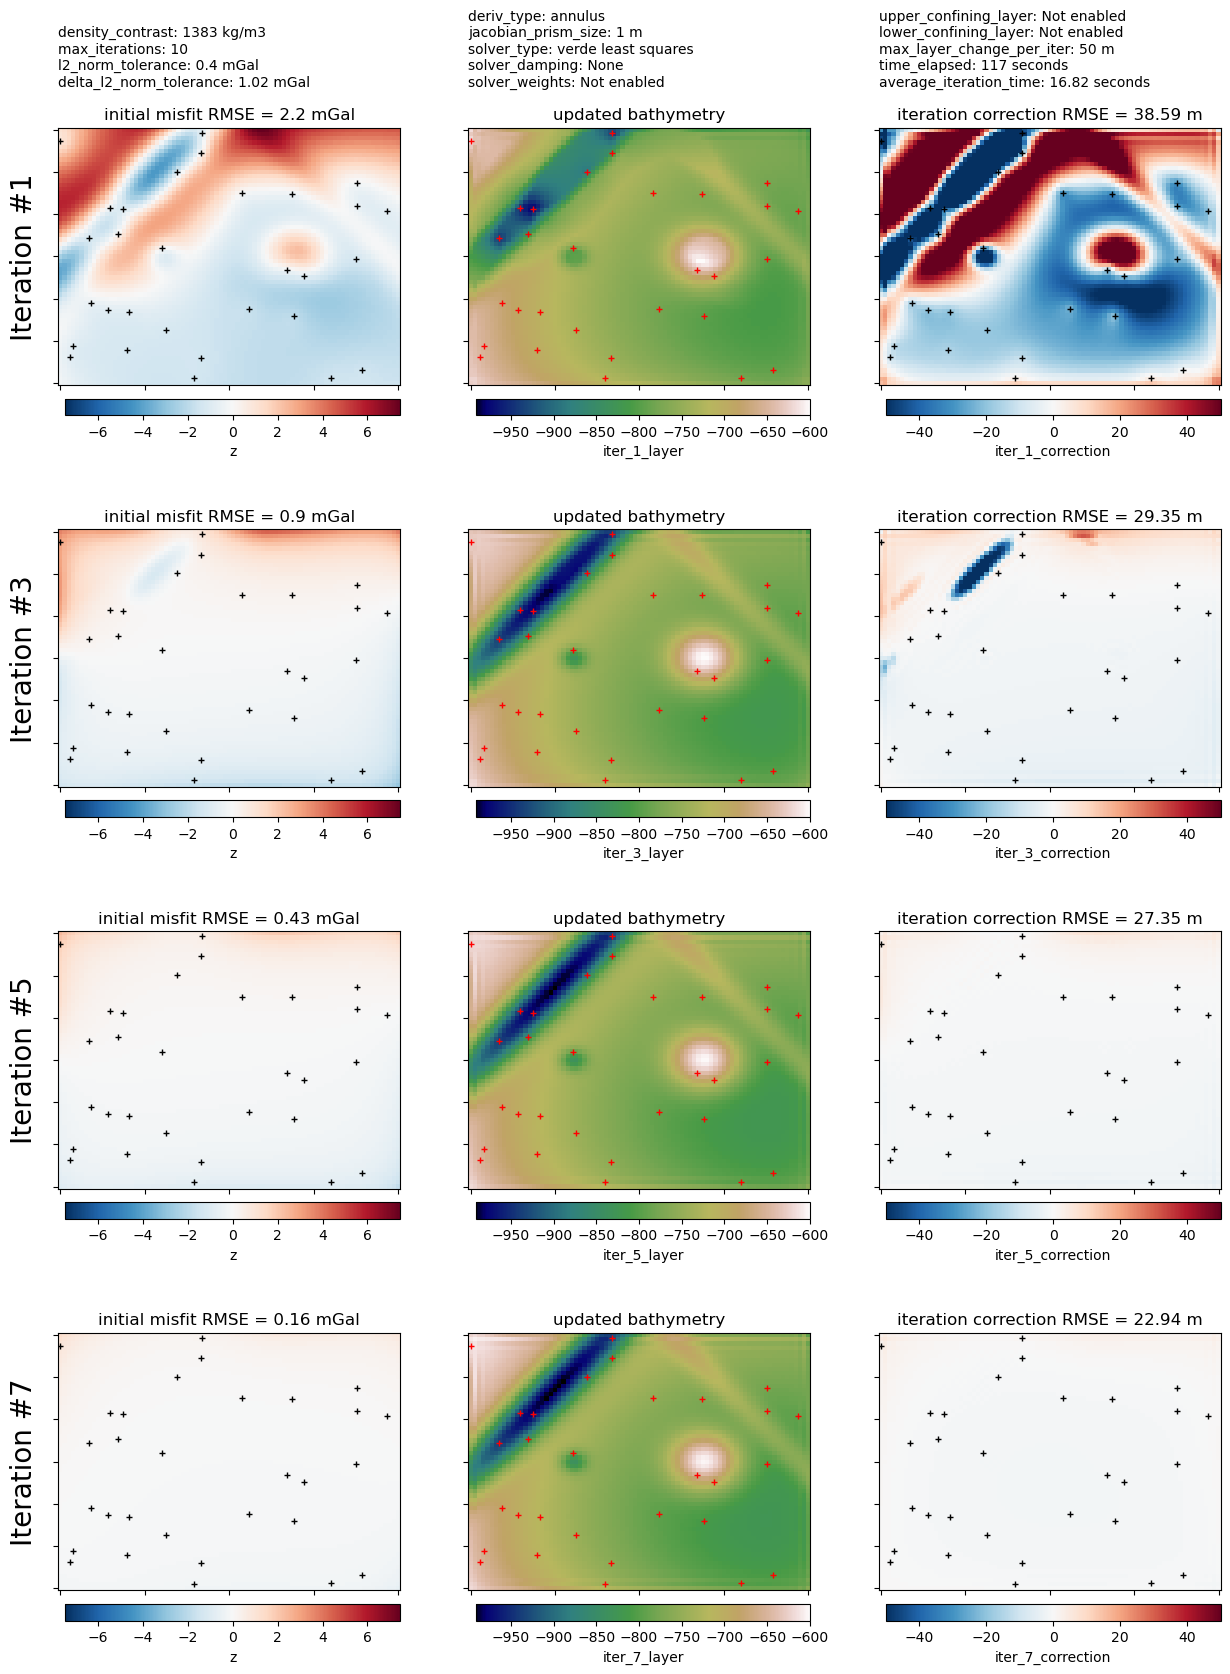 density_contrast: 1383 kg/m3
max_iterations: 10
l2_norm_tolerance: 0.4 mGal
delta_l2_norm_tolerance: 1.02 mGal
deriv_type: annulus
jacobian_prism_size: 1 m
solver_type: verde least squares
solver_damping: None
solver_weights: Not enabled
upper_confining_layer: Not enabled
lower_confining_layer: Not enabled
max_layer_change_per_iter: 50 m
time_elapsed: 117 seconds
average_iteration_time: 16.82 seconds
Iteration #1
initial misfit RMSE = 2.2 mGal
−6 −4 −2 0 2 4 6
z
updated bathymetry
−950 −900 −850 −800 −750 −700 −650 −600
iter_1_layer
iteration correction RMSE = 38.59 m
−40 −20 0 20 40
iter_1_correction
Iteration #3
initial misfit RMSE = 0.9 mGal
−6 −4 −2 0 2 4 6
z
updated bathymetry
−950 −900 −850 −800 −750 −700 −650 −600
iter_3_layer
iteration correction RMSE = 29.35 m
−40 −20 0 20 40
iter_3_correction
Iteration #5
initial misfit RMSE = 0.43 mGal
−6 −4 −2 0 2 4 6
z
updated bathymetry
−950 −900 −850 −800 −750 −700 −650 −600
iter_5_layer
iteration correction RMSE = 27.35 m
−40 −20 0 20 40
iter_5_correction
Iteration #7
initial misfit RMSE = 0.16 mGal
−6 −4 −2 0 2 4 6
z
updated bathymetry
−950 −900 −850 −800 −750 −700 −650 −600
iter_7_layer
iteration correction RMSE = 22.94 m
−40 −20 0 20 40
iter_7_correction